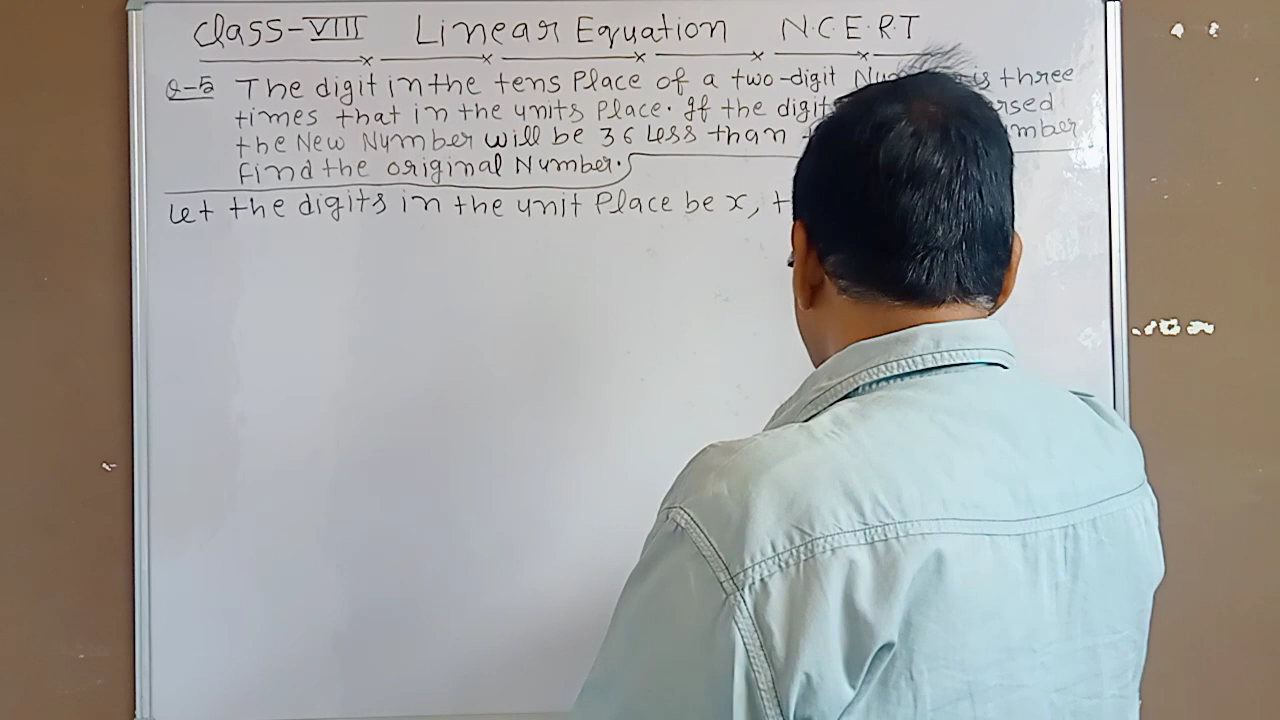 Class-VIII Linear Equation N.C.E.R.T
Q-5 The digit in the tens Place of a two-digit is three
times that in the units Place. If the digit
the New Number will be 36 Less than
Find the original Number.
Let the digits in the unit Place be x,